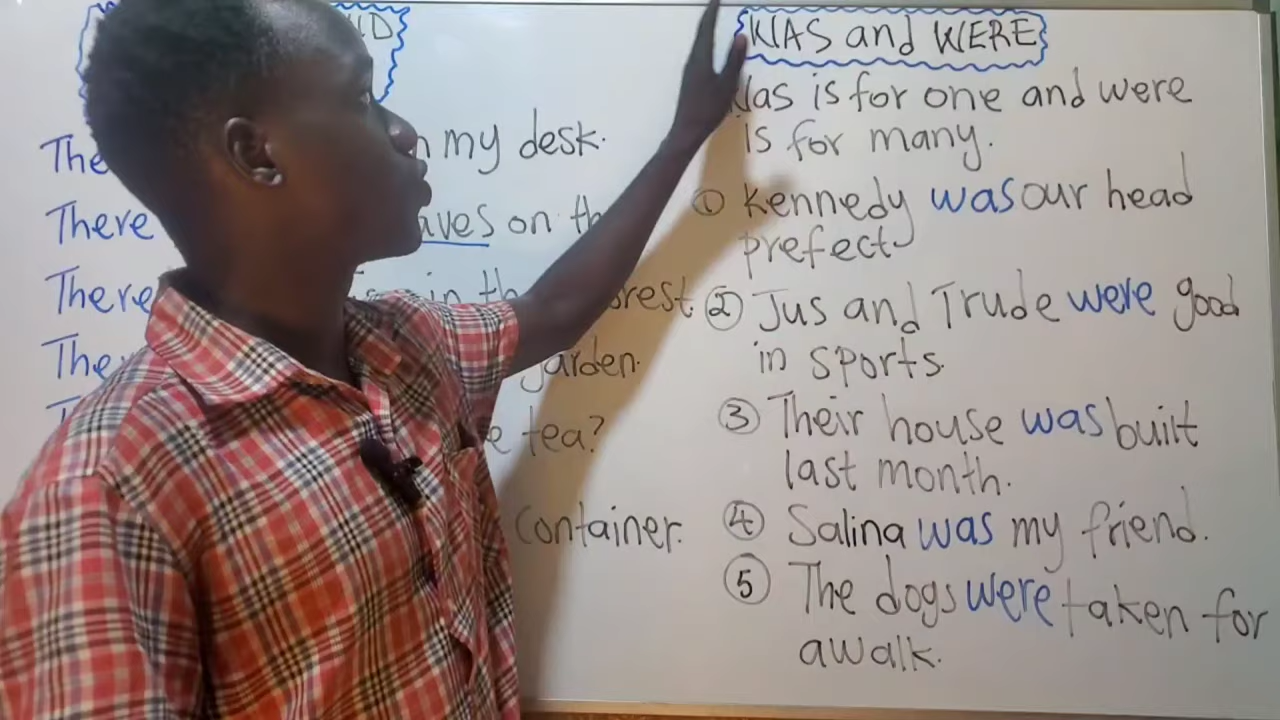 The my desk.
There aves on th
There in th orest
The garden.
tea?
Container.
WAS and WERE
Was is for one and were
is for many.
① Kennedy was our head
prefect
② Jus and Trude were good
in sports.
③ Their house was built
last month.
④ Salina was my friend.
⑤ The dogs were taken for
a walk.